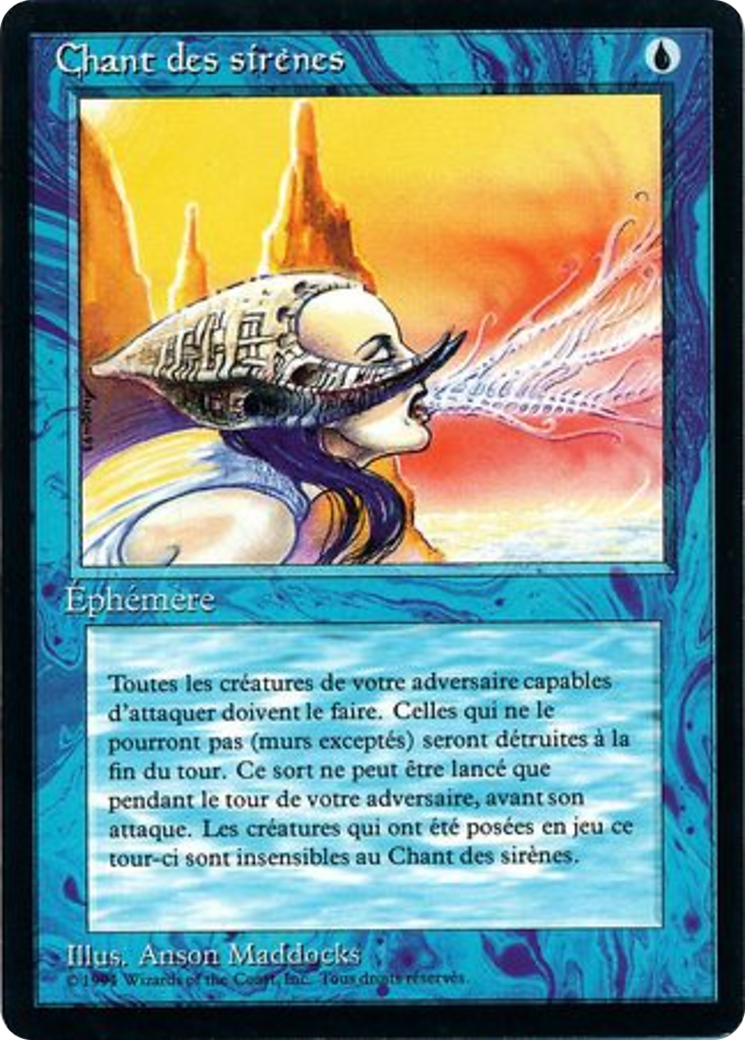 Chant des sirènes
Éphémère
Toutes les créatures de votre adversaire capables
d'attaquer doivent le faire. Celles qui ne le
pourront pas (murs exceptés) seront détruites à la
fin du tour. Ce sort ne peut être lancé que
pendant le tour de votre adversaire, avant son
attaque. Les créatures qui ont été posées en jeu ce
tour-ci sont insensibles au Chant des sirènes.
Illus. Anson Maddocks
© 1994 Wizards of the Coast, Inc. Tous droits réservés.